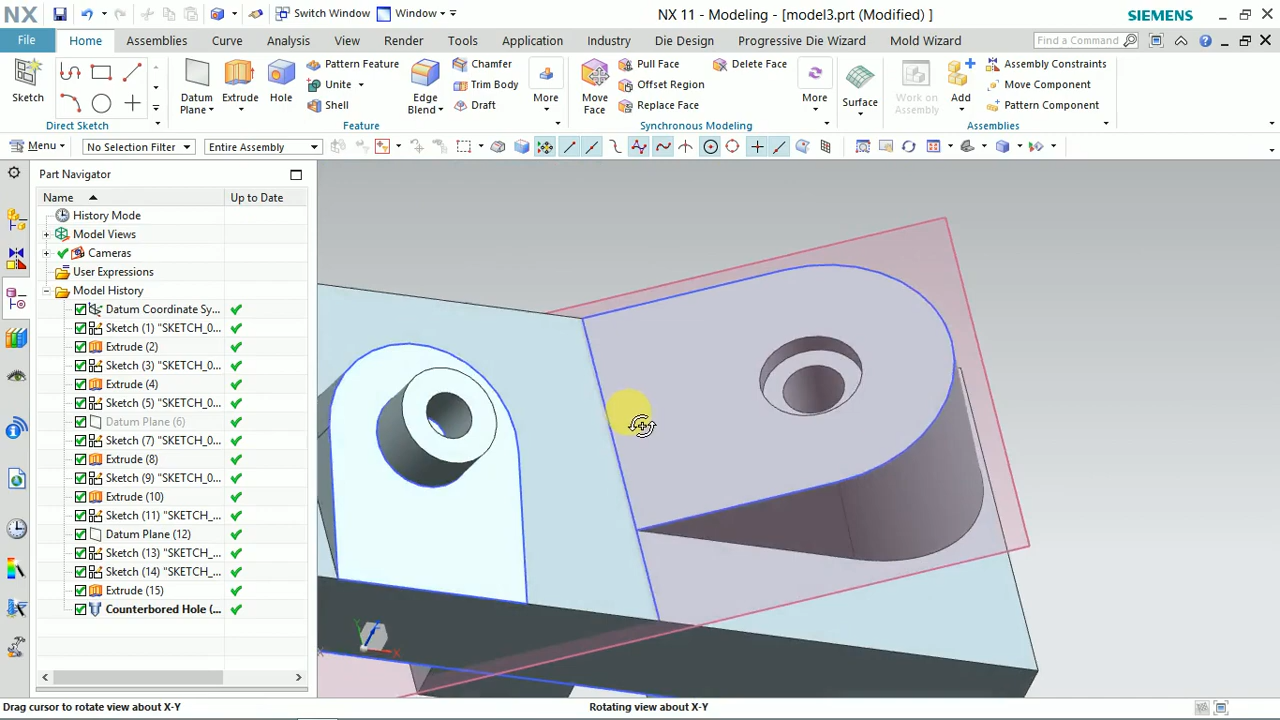 NX Switch Window Window NX 11 - Modeling - [model3.prt (Modified) ] SIEMENS
File Home Assemblies Curve Analysis View Render Tools Application Industry Die Design Progressive Die Wizard Mold Wizard Find a Command
Sketch Datum Plane Extrude Hole Pattern Feature Unite Shell Edge Blend Chamfer Trim Body Draft More Move Face Pull Face Offset Region Replace Face Delete Face More Surface Work on Assembly Add Assembly Constraints Move Component Pattern Component
Direct Sketch Feature Synchronous Modeling Assemblies
Menu No Selection Filter Entire Assembly
Part Navigator
Name Up to Date
History Mode
Model Views
Cameras
User Expressions
Model History
Datum Coordinate Sy...
Sketch (1) "SKETCH_0...
Extrude (2)
Sketch (3) "SKETCH_0...
Extrude (4)
Sketch (5) "SKETCH_0...
Datum Plane (6)
Sketch (7) "SKETCH_0...
Extrude (8)
Sketch (9) "SKETCH_0...
Extrude (10)
Sketch (11) "SKETCH_...
Datum Plane (12)
Sketch (13) "SKETCH_...
Sketch (14) "SKETCH_...
Extrude (15)
Counterbored Hole (...
Y
X X
Drag cursor to rotate view about X-Y Rotating view about X-Y